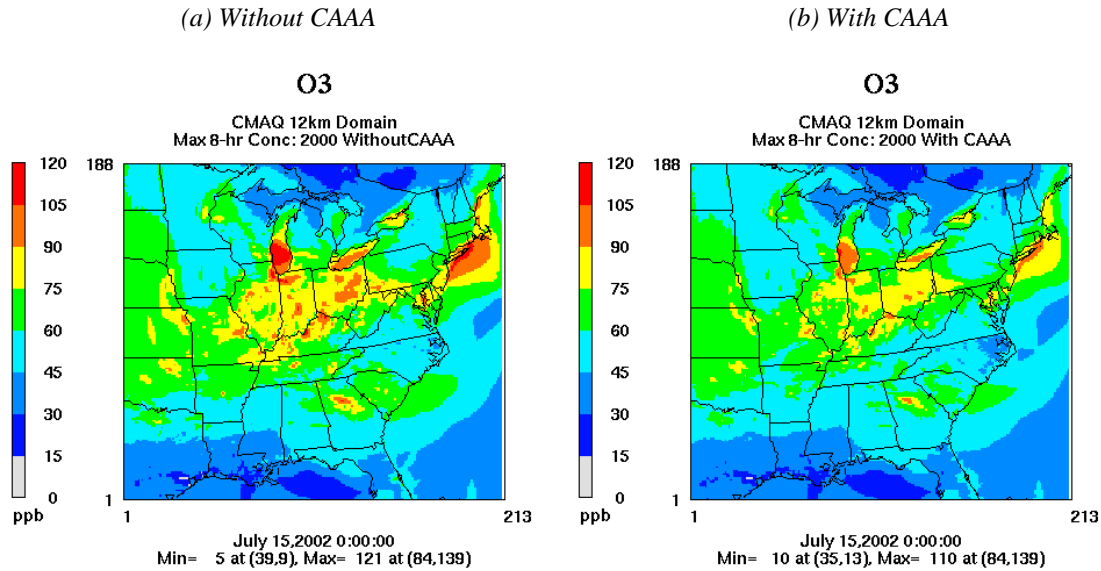 (a) Without CAAA
(b) With CAAA
O3
CMAQ 12km Domain
Max 8-hr Conc: 2000 WithoutCAAA
120
105
90
75
60
45
30
15
0
ppb
188
1
1
213
July 15,2002 0:00:00
Min= 5 at (39,9), Max= 121 at (84,139)
O3
CMAQ 12km Domain
Max 8-hr Conc: 2000 With CAAA
120
105
90
75
60
45
30
15
0
ppb
188
1
1
213
July 15,2002 0:00:00
Min= 10 at (35,13), Max= 110 at (84,139)